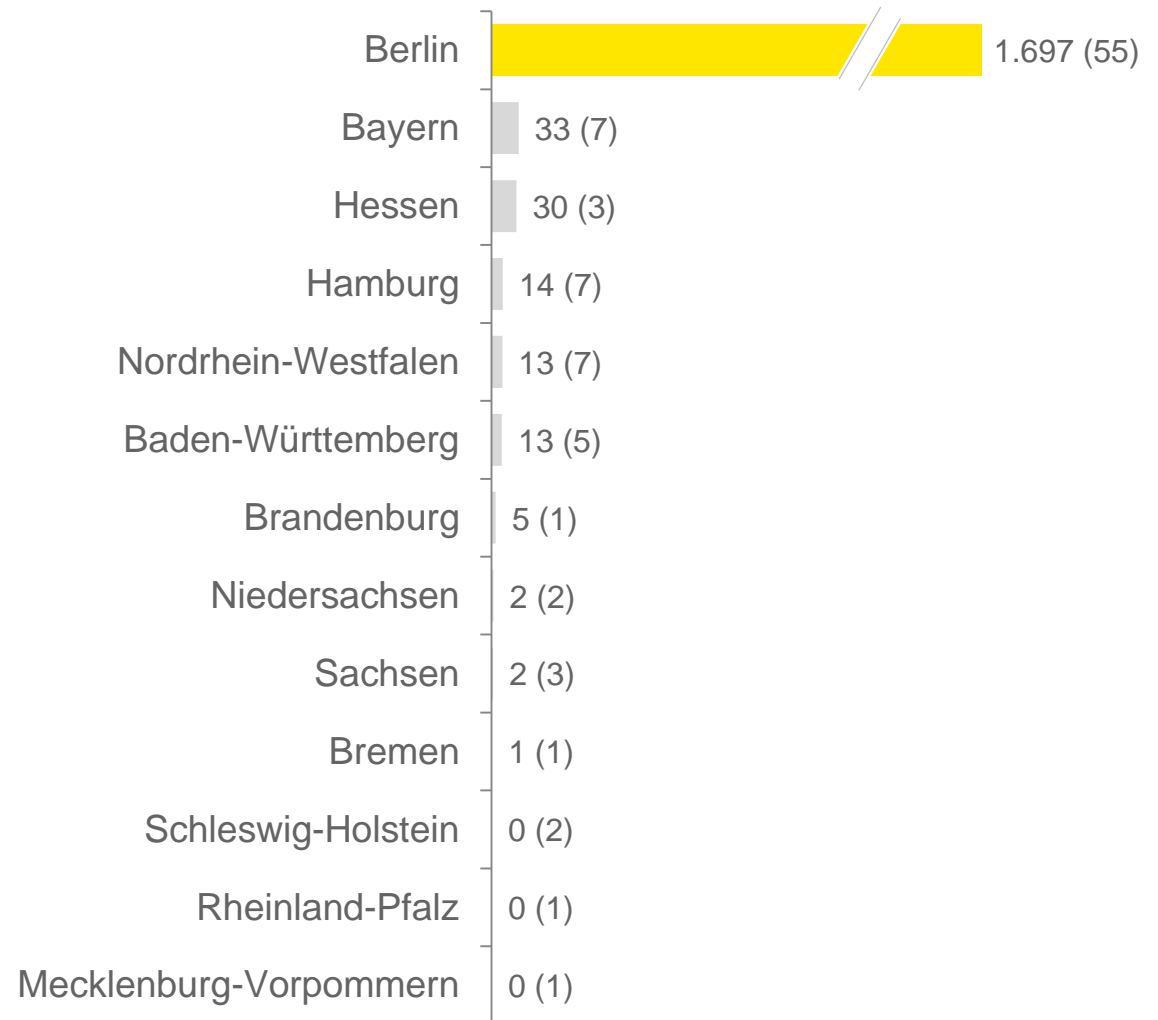 Berlin 1.697 (55)
Bayern 33 (7)
Hessen 30 (3)
Hamburg 14 (7)
Nordrhein-Westfalen 13 (7)
Baden-Württemberg 13 (5)
Brandenburg 5 (1)
Niedersachsen 2 (2)
Sachsen 2 (3)
Bremen 1 (1)
Schleswig-Holstein 0 (2)
Rheinland-Pfalz 0 (1)
Mecklenburg-Vorpommern 0 (1)